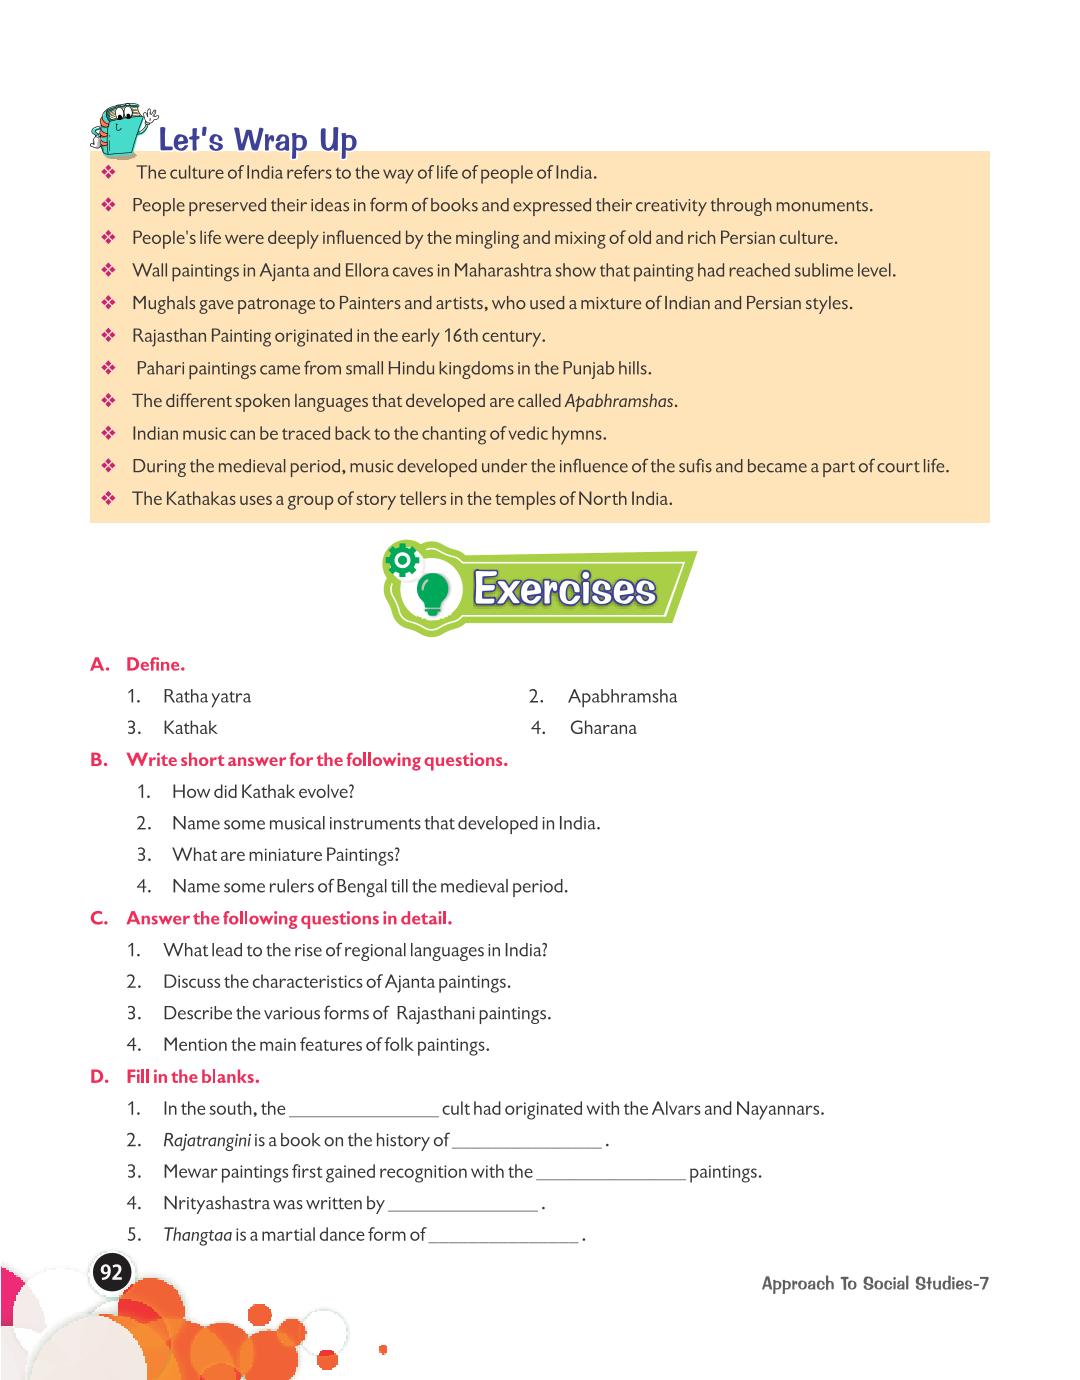 Let's Wrap Up
❖ The culture of India refers to the way of life of people of India.
❖ People preserved their ideas in form of books and expressed their creativity through monuments.
❖ People's life were deeply influenced by the mingling and mixing of old and rich Persian culture.
❖ Wall paintings in Ajanta and Ellora caves in Maharashtra show that painting had reached sublime level.
❖ Mughals gave patronage to Painters and artists, who used a mixture of Indian and Persian styles.
❖ Rajasthan Painting originated in the early 16th century.
❖ Pahari paintings came from small Hindu kingdoms in the Punjab hills.
❖ The different spoken languages that developed are called Apabhramshas.
❖ Indian music can be traced back to the chanting of vedic hymns.
❖ During the medieval period, music developed under the influence of the sufis and became a part of court life.
❖ The Kathakas uses a group of story tellers in the temples of North India.
Exercises
A. Define.
1. Ratha yatra 2. Apabhramsha
3. Kathak 4. Gharana
B. Write short answer for the following questions.
1. How did Kathak evolve?
2. Name some musical instruments that developed in India.
3. What are miniature Paintings?
4. Name some rulers of Bengal till the medieval period.
C. Answer the following questions in detail.
1. What lead to the rise of regional languages in India?
2. Discuss the characteristics of Ajanta paintings.
3. Describe the various forms of Rajasthani paintings.
4. Mention the main features of folk paintings.
D. Fill in the blanks.
1. In the south, the _______________ cult had originated with the Alvars and Nayannars.
2. Rajatrangini is a book on the history of _______________ .
3. Mewar paintings first gained recognition with the _______________ paintings.
4. Nrityashastra was written by _______________ .
5. Thangtaa is a martial dance form of _______________ .
92
Approach To Social Studies-7